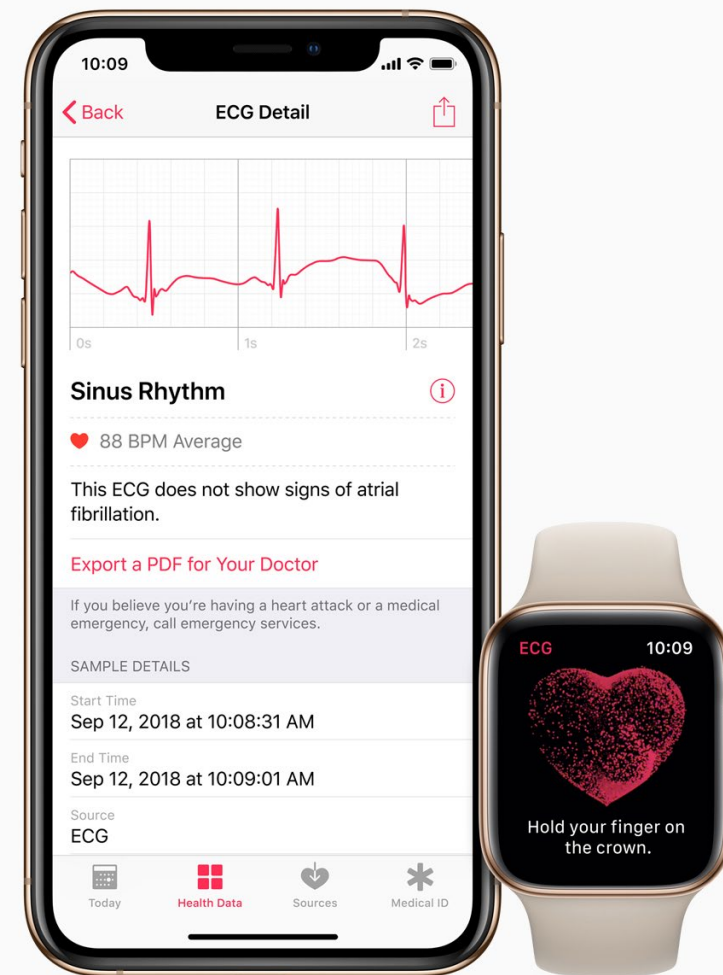 10:09
Back
ECG Detail
0s
1s
2s
Sinus Rhythm
88 BPM Average
This ECG does not show signs of atrial
fibrillation.
Export a PDF for Your Doctor
If you believe you’re having a heart attack or a medical
emergency, call emergency services.
SAMPLE DETAILS
Start Time
Sep 12, 2018 at 10:08:31 AM
End Time
Sep 12, 2018 at 10:09:01 AM
Source
ECG
Today
Health Data
Sources
Medical ID
ECG
10:09
Hold your finger on
the crown.